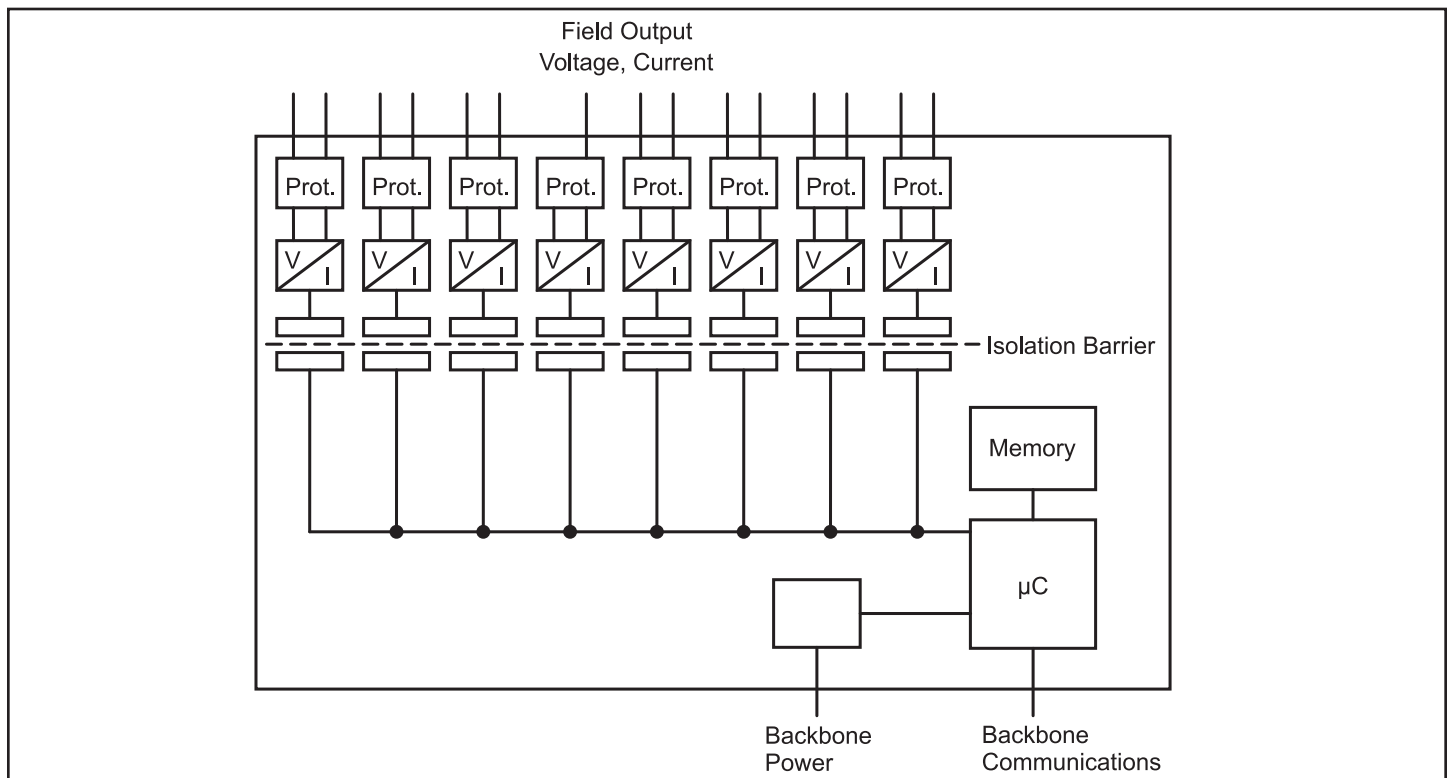 Field Output
Voltage, Current
Prot. Prot. Prot. Prot. Prot. Prot. Prot. Prot.
V I V I V I V I V I V I V I V I
Isolation Barrier
Memory
µC
Backbone
Power
Backbone
Communications